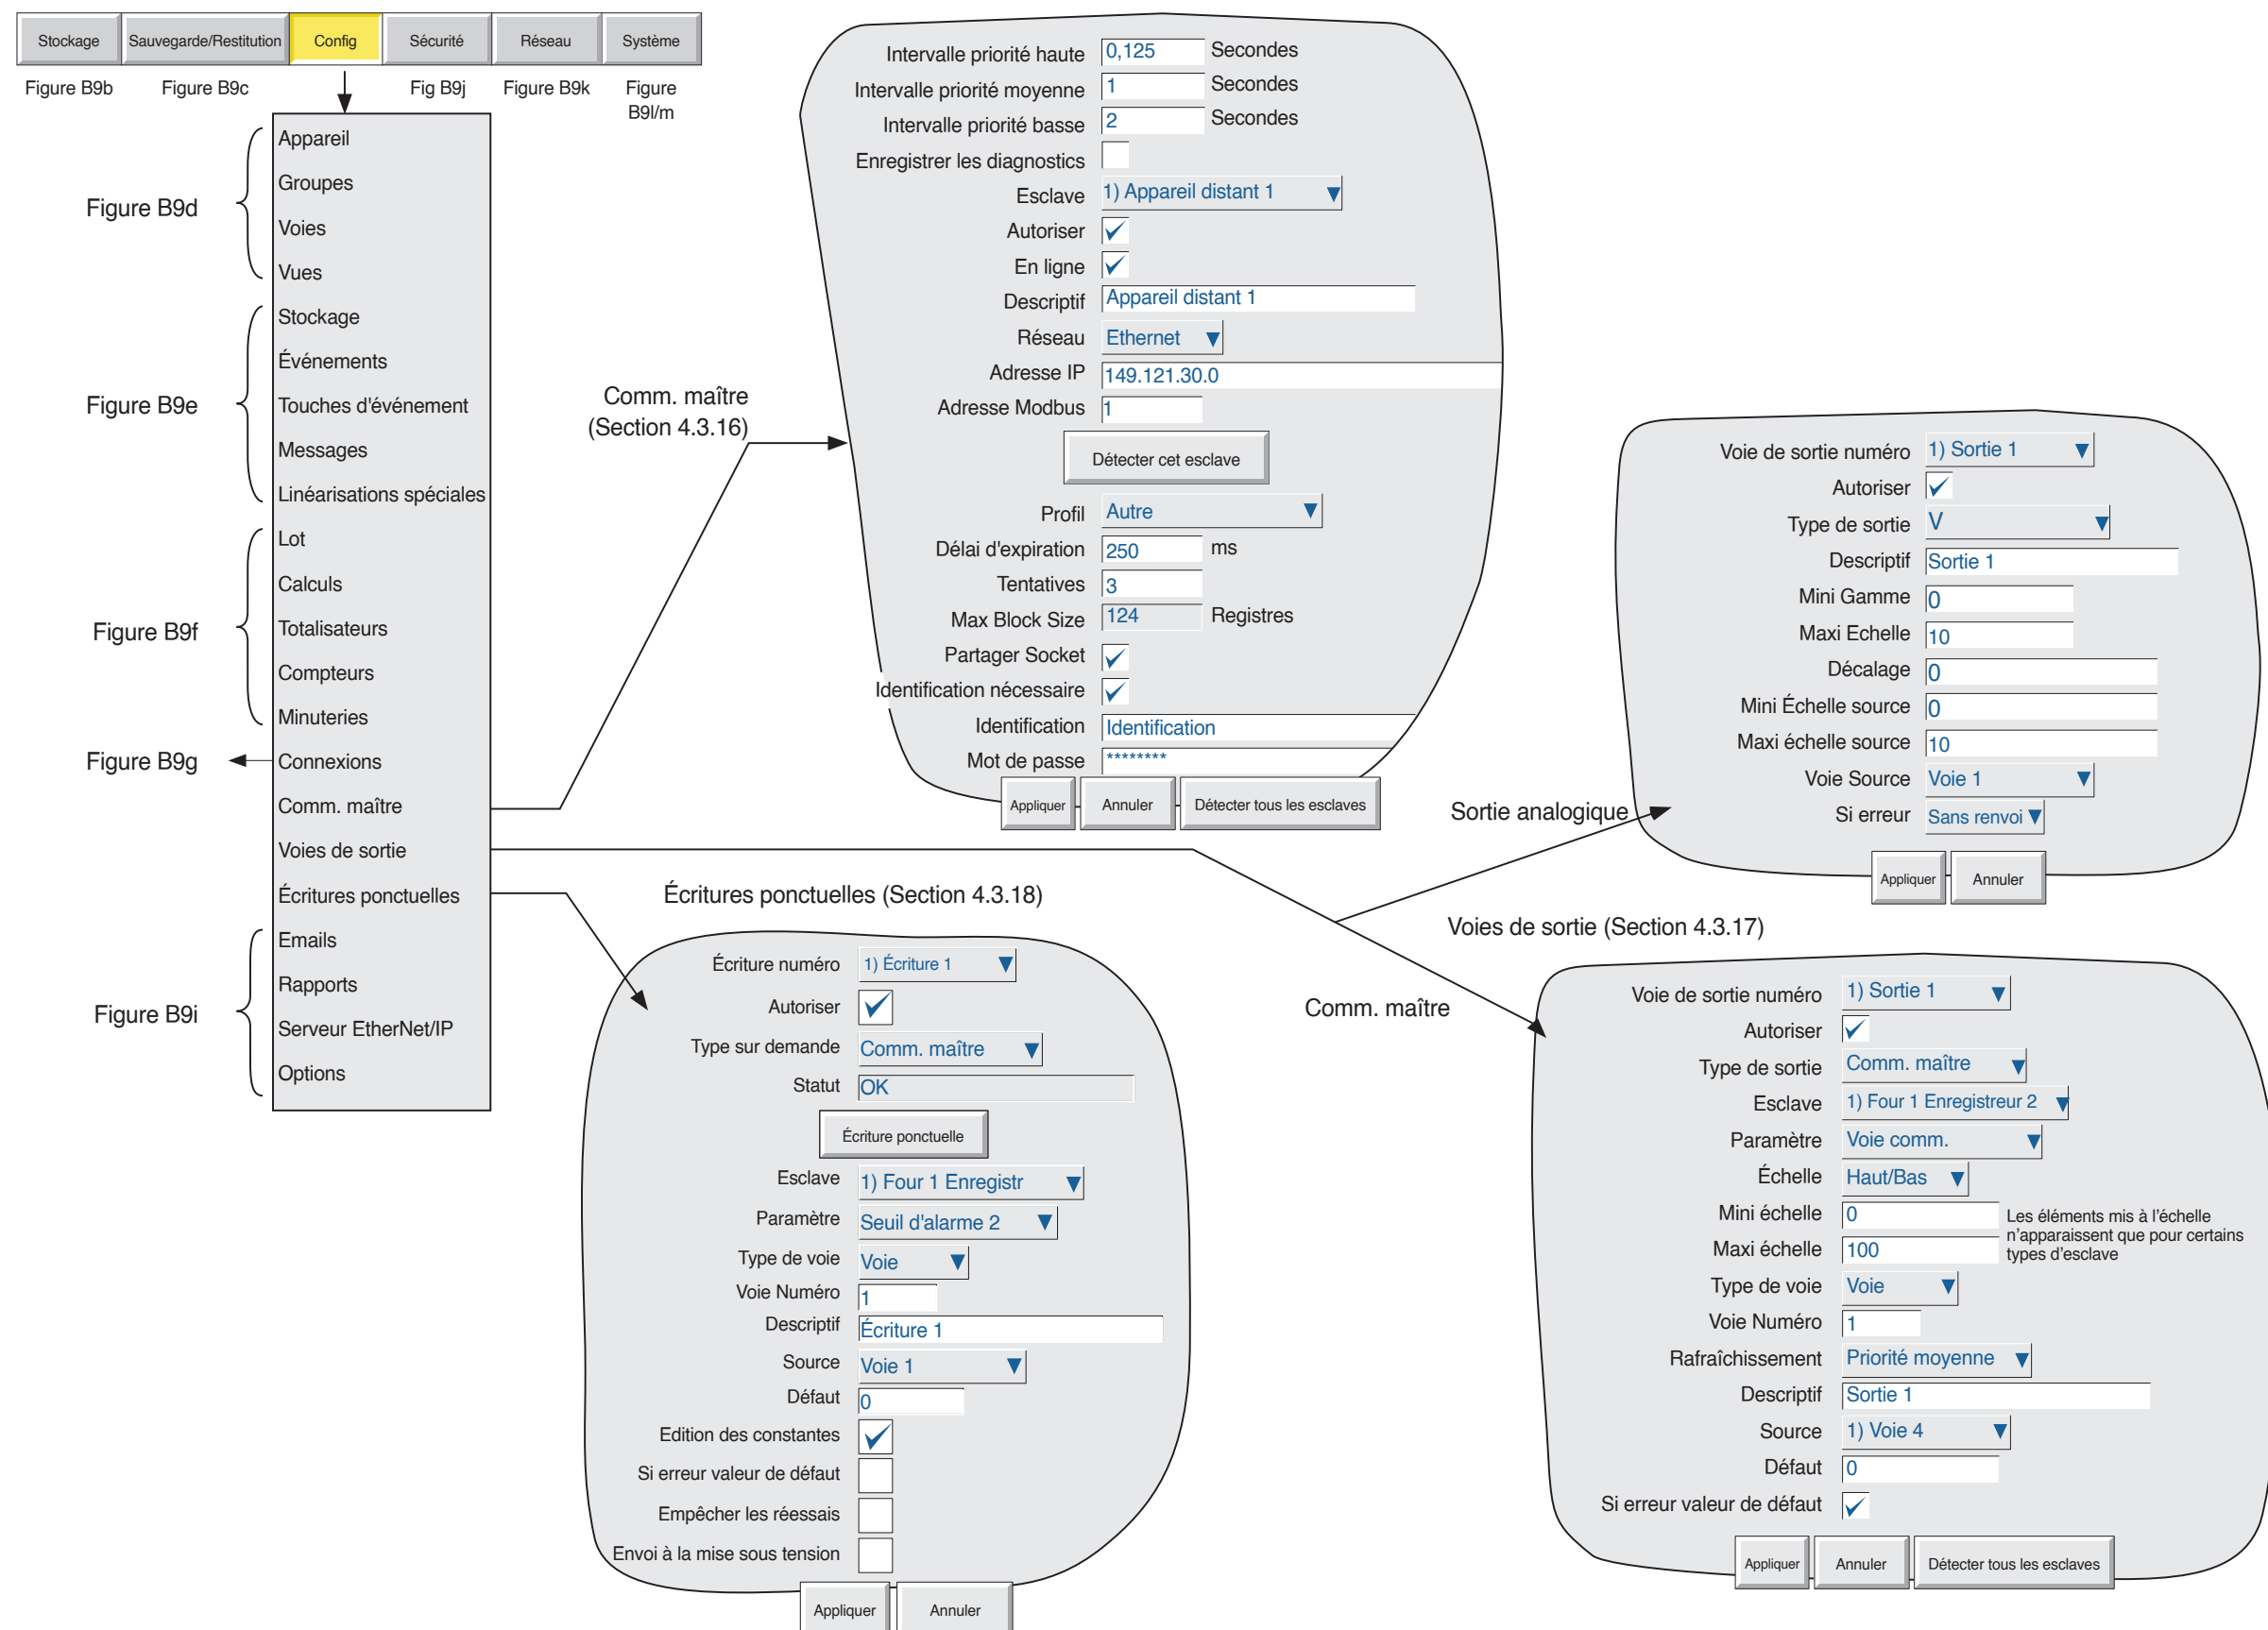 Stockage
Sauvegarde/Restitution
Config
Sécurité
Réseau
Système
Figure B9b
Figure B9c
Fig B9j
Figure B9k
Figure
B9l/m
Appareil
Groupes
Voies
Vues
Stockage
Événements
Touches d'événement
Messages
Linéarisations spéciales
Lot
Calculs
Totalisateurs
Compteurs
Minuteries
Connexions
Comm. maître
Voies de sortie
Écritures ponctuelles
Emails
Rapports
Serveur EtherNet/IP
Options
Figure B9d
Figure B9e
Figure B9f
Figure B9g
Figure B9i
Comm. maître
(Section 4.3.16)
Intervalle priorité haute 0,125 Secondes
Intervalle priorité moyenne 1 Secondes
Intervalle priorité basse 2 Secondes
Enregistrer les diagnostics
Esclave 1) Appareil distant 1
Autoriser
En ligne
Descriptif Appareil distant 1
Réseau Ethernet
Adresse IP 149.121.30.0
Adresse Modbus 1
Détecter cet esclave
Profil Autre
Délai d'expiration 250 ms
Tentatives 3
Max Block Size 124 Registres
Partager Socket
Identification nécessaire
Identification Identification
Mot de passe ********
Appliquer Annuler Détecter tous les esclaves
Sortie analogique
Voie de sortie numéro 1) Sortie 1
Autoriser
Type de sortie V
Descriptif Sortie 1
Mini Gamme 0
Maxi Echelle 10
Décalage 0
Mini Échelle source 0
Maxi échelle source 10
Voie Source Voie 1
Si erreur Sans renvoi
Appliquer Annuler
Écritures ponctuelles (Section 4.3.18)
Écriture numéro 1) Écriture 1
Autoriser
Type sur demande Comm. maître
Statut OK
Écriture ponctuelle
Esclave 1) Four 1 Enregistr
Paramètre Seuil d'alarme 2
Type de voie Voie
Voie Numéro 1
Descriptif Écriture 1
Source Voie 1
Défaut 0
Edition des constantes
Si erreur valeur de défaut
Empêcher les réessais
Envoi à la mise sous tension
Appliquer Annuler
Voies de sortie (Section 4.3.17)
Comm. maître
Voie de sortie numéro 1) Sortie 1
Autoriser
Type de sortie Comm. maître
Esclave 1) Four 1 Enregistreur 2
Paramètre Voie comm.
Échelle Haut/Bas
Mini échelle 0
Maxi échelle 100
Les éléments mis à l'échelle
n'apparaissent que pour certains
types d'esclave
Type de voie Voie
Voie Numéro 1
Rafraîchissement Priorité moyenne
Descriptif Sortie 1
Source 1) Voie 4
Défaut 0
Si erreur valeur de défaut
Appliquer Annuler Détecter tous les esclaves